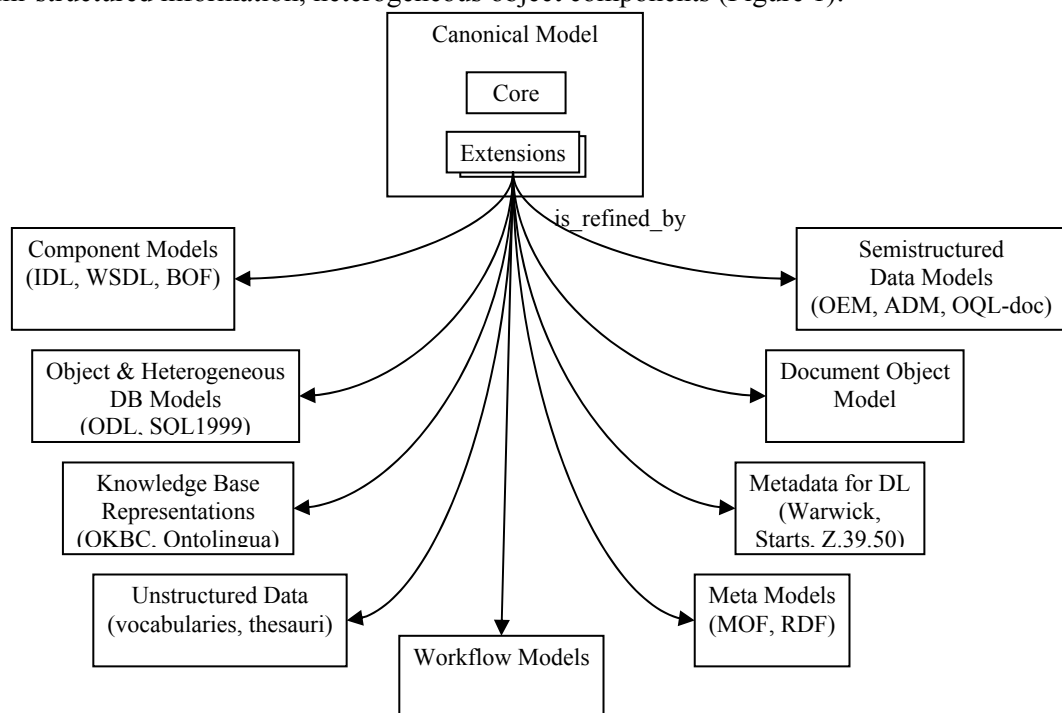 structured information, heterogeneous object components (Figure 1).
Canonical Model
Core
Extensions
is_refined_by
Component Models
(IDL, WSDL, BOF)
Semistructured
Data Models
(OEM, ADM, OQL-doc)
Object & Heterogeneous
DB Models
(ODL, SQL1999)
Document Object
Model
Knowledge Base
Representations
(OKBC, Ontolingua)
Metadata for DL
(Warwick,
Starts, Z.39.50)
Unstructured Data
(vocabularies, thesauri)
Meta Models
(MOF, RDF)
Workflow Models